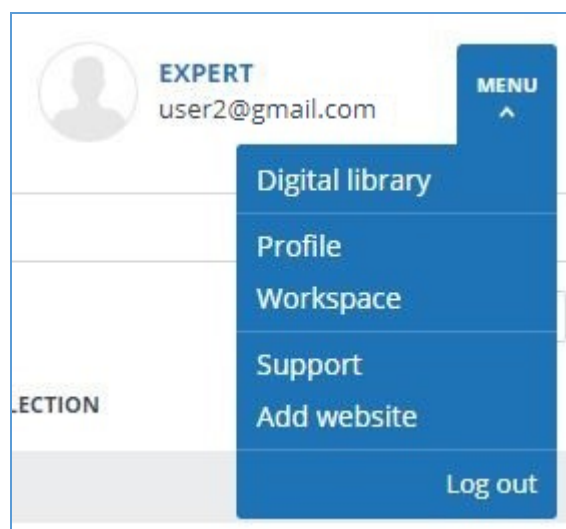 EXPERT
user2@gmail.com
MENU
Digital library
Profile
Workspace
Support
Add website
LECTION
Log out